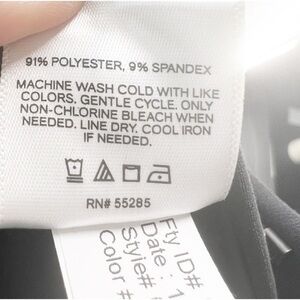 91% POLYESTER, 9% SPANDEX
MACHINE WASH COLD WITH LIKE
COLORS. GENTLE CYCLE. ONLY
NON-CHLORINE BLEACH WHEN
NEEDED. LINE DRY. COOL IRON
IF NEEDED.
RN# 55285
Fty ID#
Date : 1
Style#
Color #